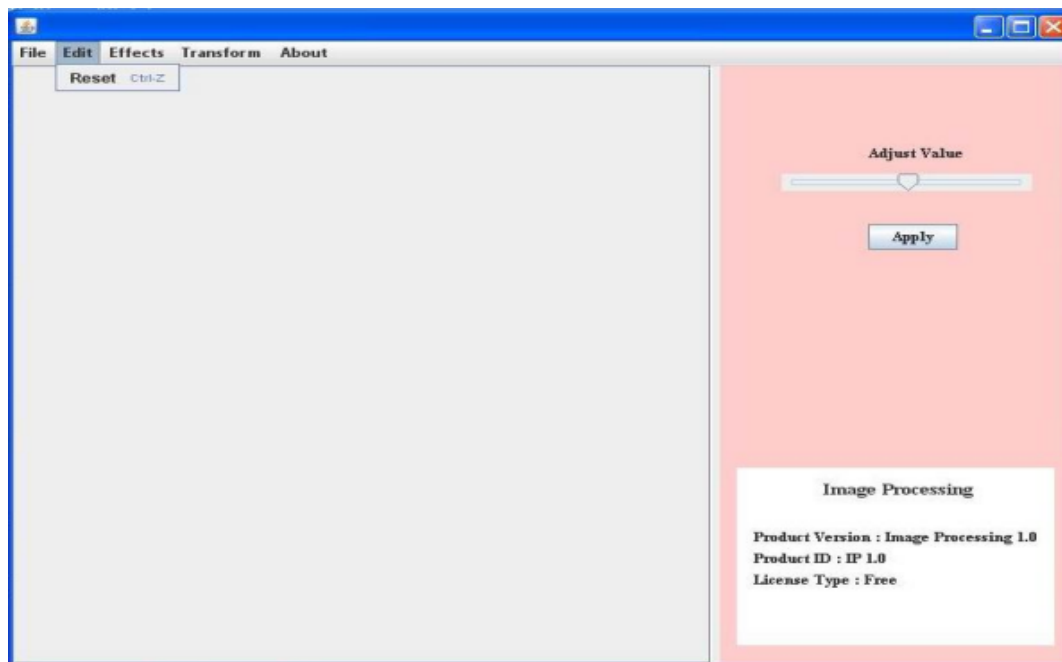 File Edit Effects Transform About
Reset Ctrl-Z
Adjust Value
Apply
Image Processing
Product Version : Image Processing 1.0
Product ID : IP 1.0
License Type : Free